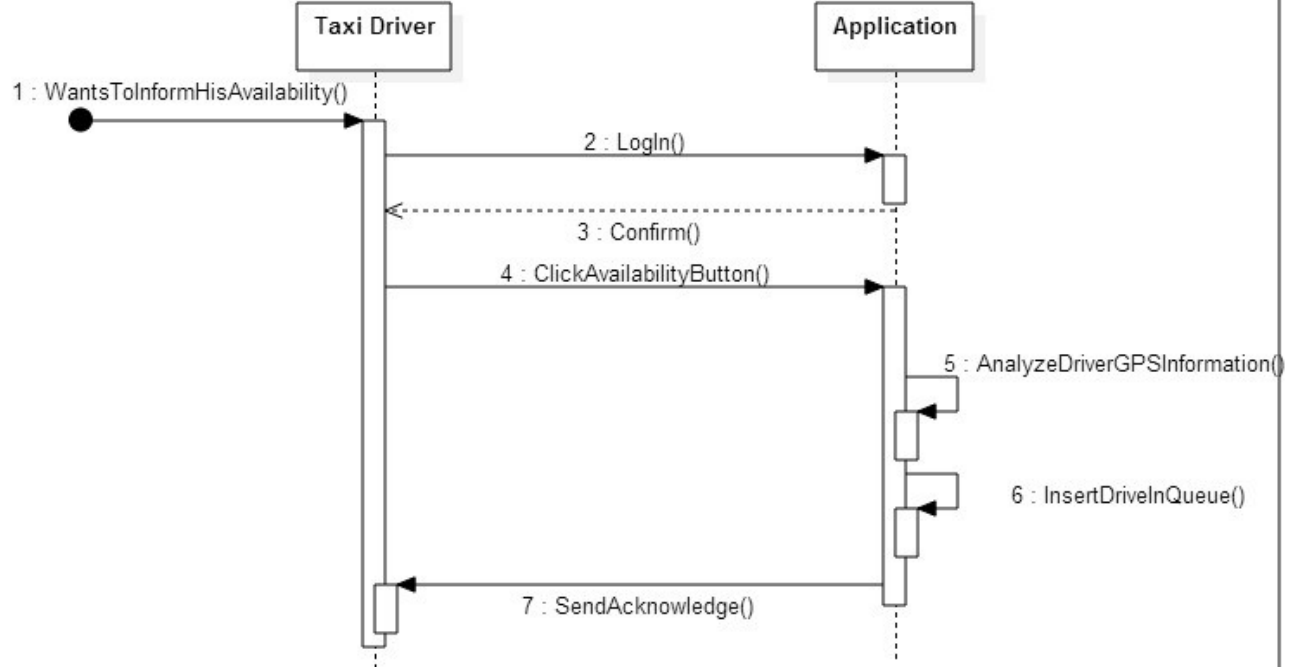 Taxi Driver
Application
1 : WantsToInformHisAvailability()
2 : LogIn()
3 : Confirm()
4 : ClickAvailabilityButton()
5 : AnalyzeDriverGPSInformation()
6 : InsertDriveInQueue()
7 : SendAcknowledge()